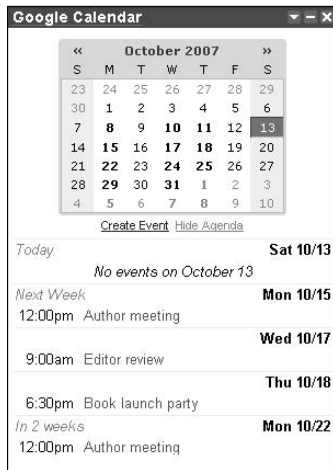 Google Calendar
« October 2007 »
S M T W T F S
23 24 25 26 27 28 29
30 1 2 3 4 5 6
7 8 9 10 11 12 13
14 15 16 17 18 19 20
21 22 23 24 25 26 27
28 29 30 31 1 2 3
4 5 6 7 8 9 10
Create Event Hide Agenda
Today Sat 10/13
No events on October 13
Next Week Mon 10/15
12:00pm Author meeting
Wed 10/17
9:00am Editor review
Thu 10/18
6:30pm Book launch party
In 2 weeks Mon 10/22
12:00pm Author meeting